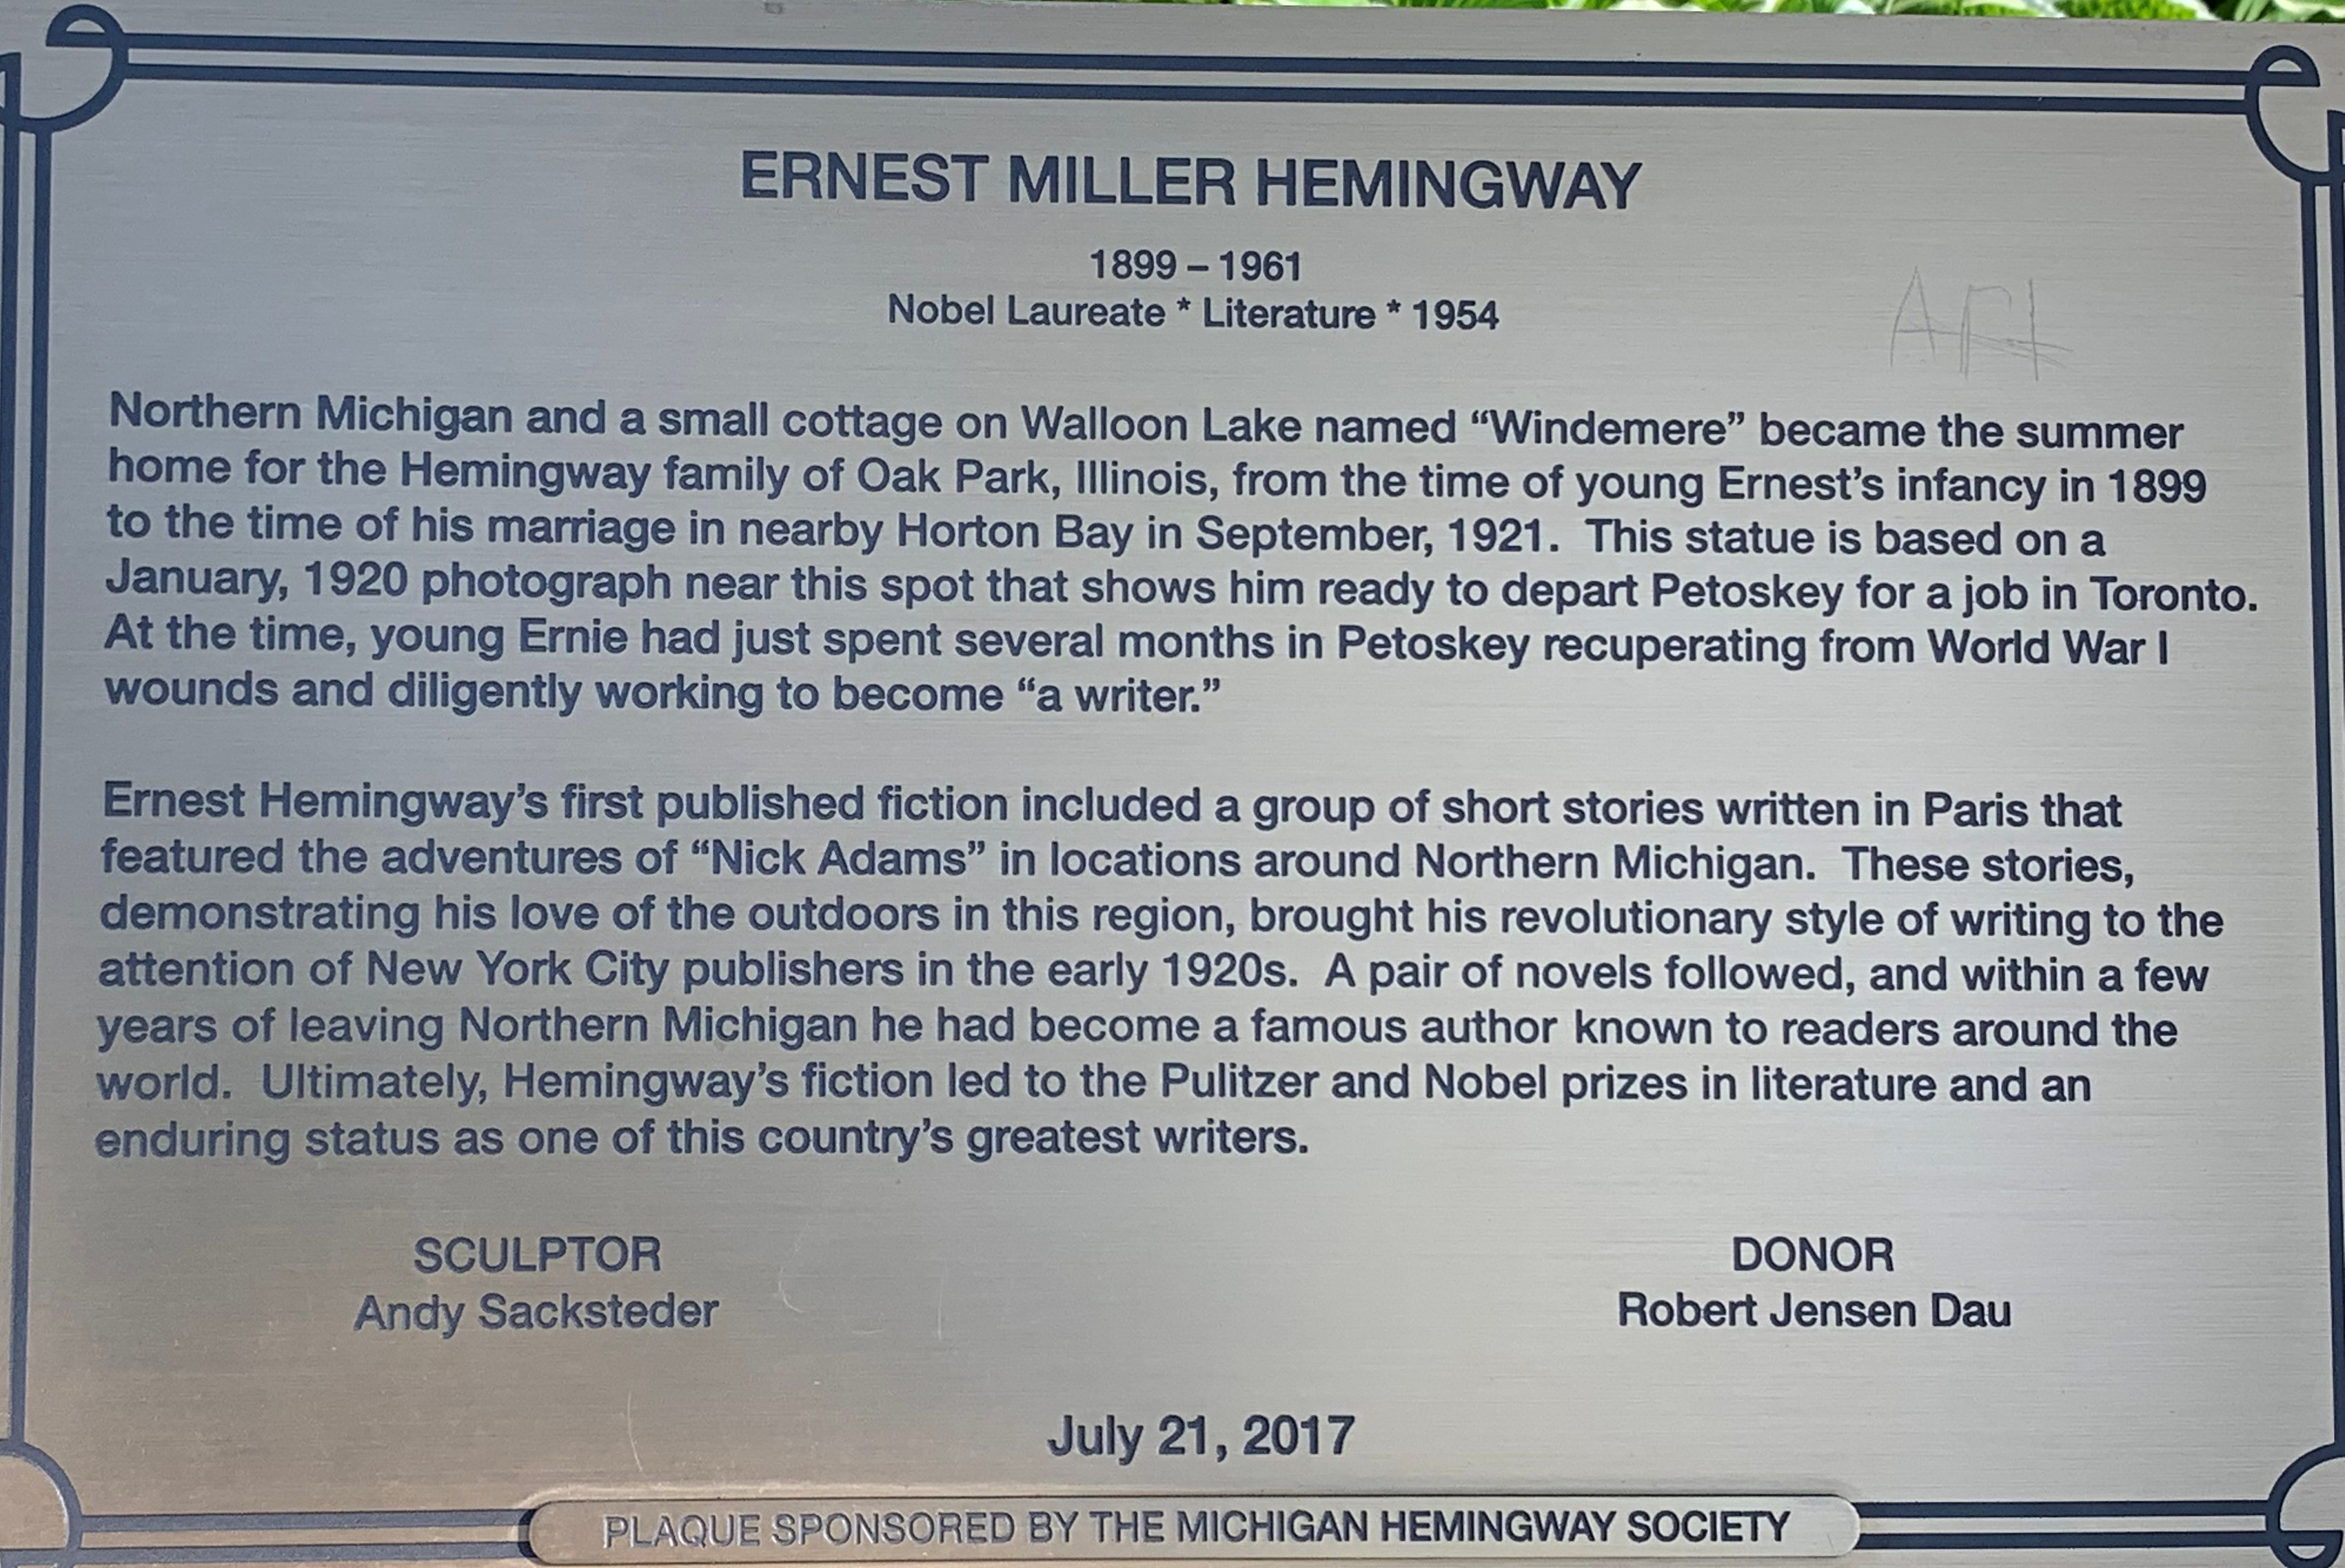 ERNEST MILLER HEMINGWAY
1899 – 1961
Nobel Laureate * Literature * 1954
Northern Michigan and a small cottage on Walloon Lake named “Windemere” became the summer
home for the Hemingway family of Oak Park, Illinois, from the time of young Ernest’s infancy in 1899
to the time of his marriage in nearby Horton Bay in September, 1921.  This statue is based on a
January, 1920 photograph near this spot that shows him ready to depart Petoskey for a job in Toronto.
At the time, young Ernie had just spent several months in Petoskey recuperating from World War I
wounds and diligently working to become “a writer.”
Ernest Hemingway’s first published fiction included a group of short stories written in Paris that
featured the adventures of “Nick Adams” in locations around Northern Michigan.  These stories,
demonstrating his love of the outdoors in this region, brought his revolutionary style of writing to the
attention of New York City publishers in the early 1920s.  A pair of novels followed, and within a few
years of leaving Northern Michigan he had become a famous author known to readers around the
world.  Ultimately, Hemingway’s fiction led to the Pulitzer and Nobel prizes in literature and an
enduring status as one of this country’s greatest writers.
SCULPTOR
Andy Sacksteder
DONOR
Robert Jensen Dau
July 21, 2017
PLAQUE SPONSORED BY THE MICHIGAN HEMINGWAY SOCIETY